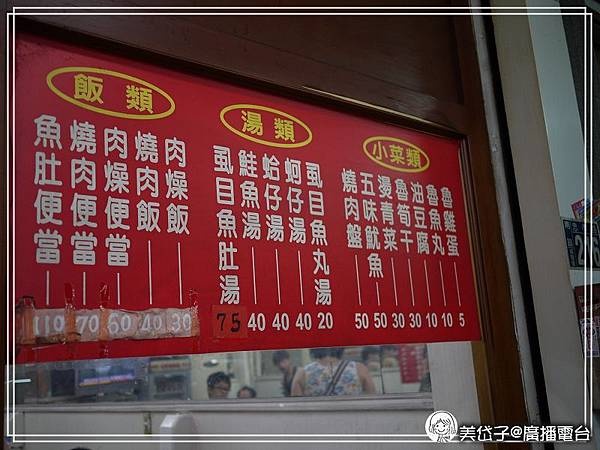 飯類
肉燥飯 30
燒肉飯 40
肉燥便當 60
燒肉便當 70
魚肚便當 110
湯類
虱目魚丸湯 20
蚵仔湯 40
蛤仔湯 40
鮭魚湯 40
虱目魚肚湯 75
小菜類
魯雞蛋 5
魯魚丸 10
油豆腐 10
魯筍干 30
燙青菜 30
五味魷魚 50
燒肉盤 50
美岱子@廣播電台